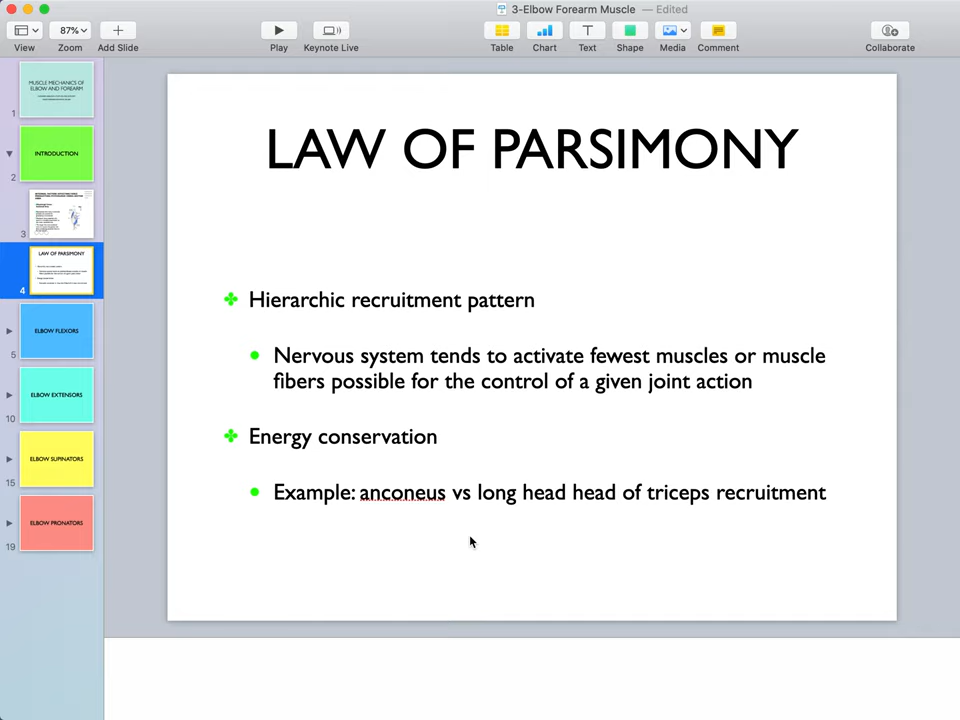 3-Elbow Forearm Muscle — Edited
87%
View Zoom Add Slide Play Keynote Live Table Chart Text Shape Media Comment Collaborate
MUSCLE MECHANICS OF
ELBOW AND FOREARM
1
INTRODUCTION
2
3
LAW OF PARSIMONY
4
ELBOW FLEXORS
5
ELBOW EXTENSORS
10
ELBOW SUPINATORS
15
ELBOW PRONATORS
19
LAW OF PARSIMONY
Hierarchic recruitment pattern
Nervous system tends to activate fewest muscles or muscle
fibers possible for the control of a given joint action
Energy conservation
Example: anconeus vs long head head of triceps recruitment